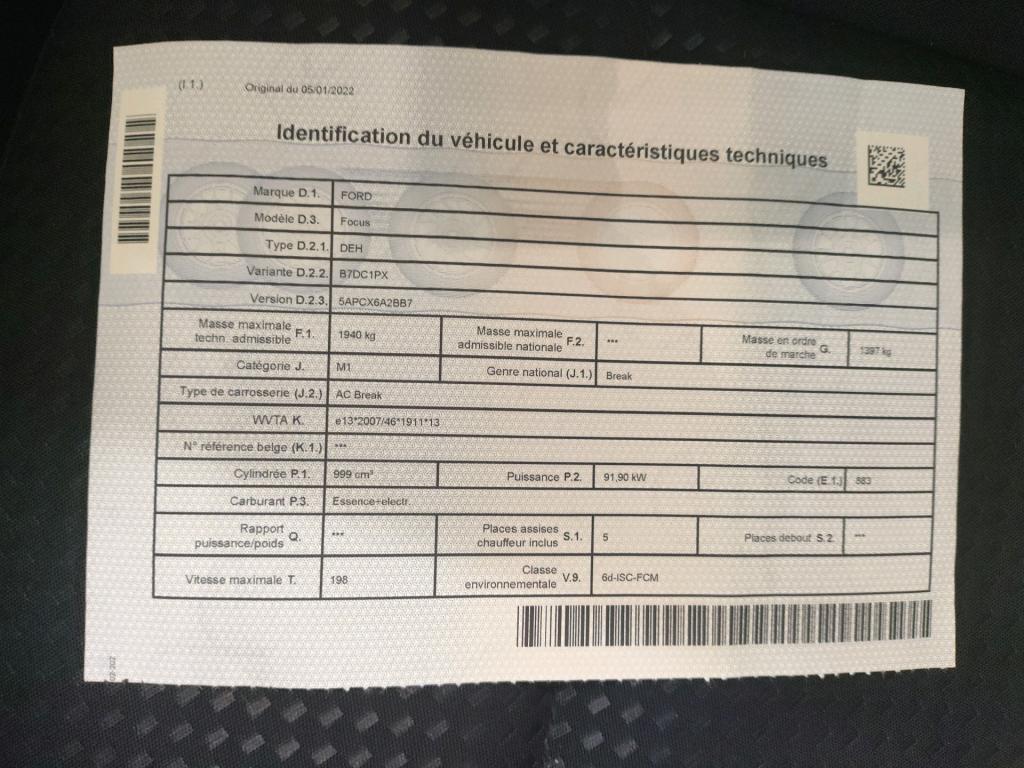 (I.1.) Original du 05/01/2022
Identification du véhicule et caractéristiques techniques
Marque D.1. FORD
Modèle D.3. Focus
Type D.2.1. DEH
Variante D.2.2. B7DC1PX
Version D.2.3. 5APCX6A2BB7
Masse maximale techn. admissible F.1. 1940 kg Masse maximale admissible nationale F.2. *** Masse en ordre de marche G. 1397 kg
Catégorie J. M1 Genre national (J.1.) Break
Type de carrosserie (J.2.) AC Break
WVTA K. e13*2007/46*1911*13
N° référence belge (K.1.) ***
Cylindrée P.1. 999 cm³ Puissance P.2. 91,90 kW Code (E.1.) 883
Carburant P.3. Essence+electr.
Rapport puissance/poids Q. *** Places assises chauffeur inclus S.1. 5 Places debout S.2. ***
Vitesse maximale T. 198 Classe environnementale V.9. 6d-ISC-FCM